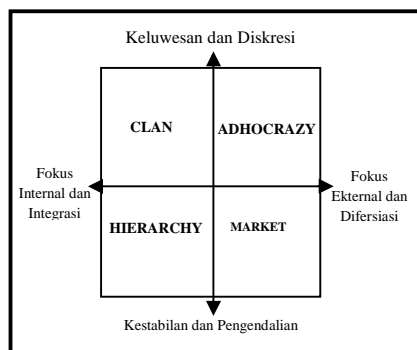 Keluwesan dan Diskresi
CLAN
ADHOCRAZY
Fokus
Internal dan
Integrasi
Fokus
Ekternal dan
Difersiasi
HIERARCHY
MARKET
Kestabilan dan Pengendalian